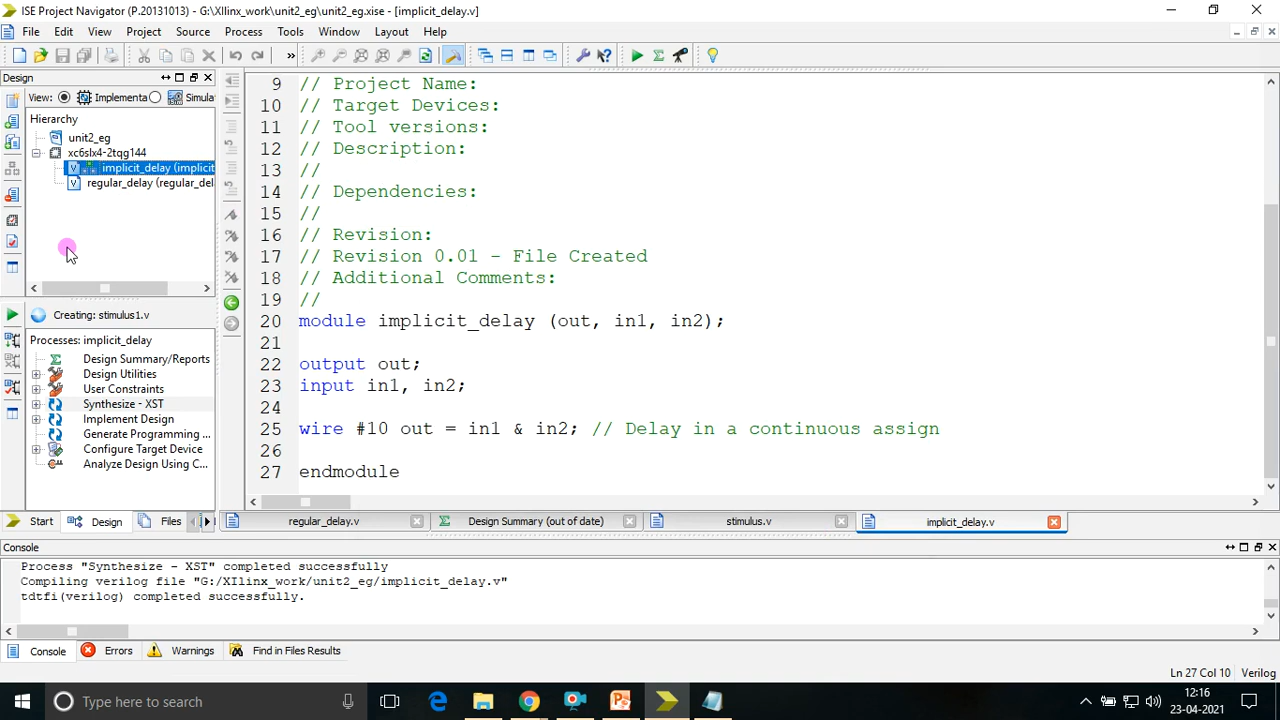 ISE Project Navigator (P.20131013) - G:\XIlinx_work\unit2_eg\unit2_eg.xise - [implicit_delay.v]
File Edit View Project Source Process Tools Window Layout Help
Design
View: Implementa Simula
Hierarchy
unit2_eg
xc6slx4-2tqg144
implicit_delay (implicit
regular_delay (regular_del
Creating: stimulus1.v
Processes: implicit_delay
Design Summary/Reports
Design Utilities
User Constraints
Synthesize - XST
Implement Design
Generate Programming ...
Configure Target Device
Analyze Design Using C...
Start Design Files
9 // Project Name:
10 // Target Devices:
11 // Tool versions:
12 // Description:
13 //
14 // Dependencies:
15 //
16 // Revision:
17 // Revision 0.01 - File Created
18 // Additional Comments:
19 //
20 module implicit_delay (out, in1, in2);
21
22 output out;
23 input in1, in2;
24
25 wire #10 out = in1 & in2; // Delay in a continuous assign
26
27 endmodule
regular_delay.v Design Summary (out of date) stimulus.v implicit_delay.v
Console
Process "Synthesize - XST" completed successfully
Compiling verilog file "G:/XIlinx_work/unit2_eg/implicit_delay.v"
tdtfi(verilog) completed successfully.
Console Errors Warnings Find in Files Results
Ln 27 Col 10 Verilog
Type here to search
12:16
23-04-2021